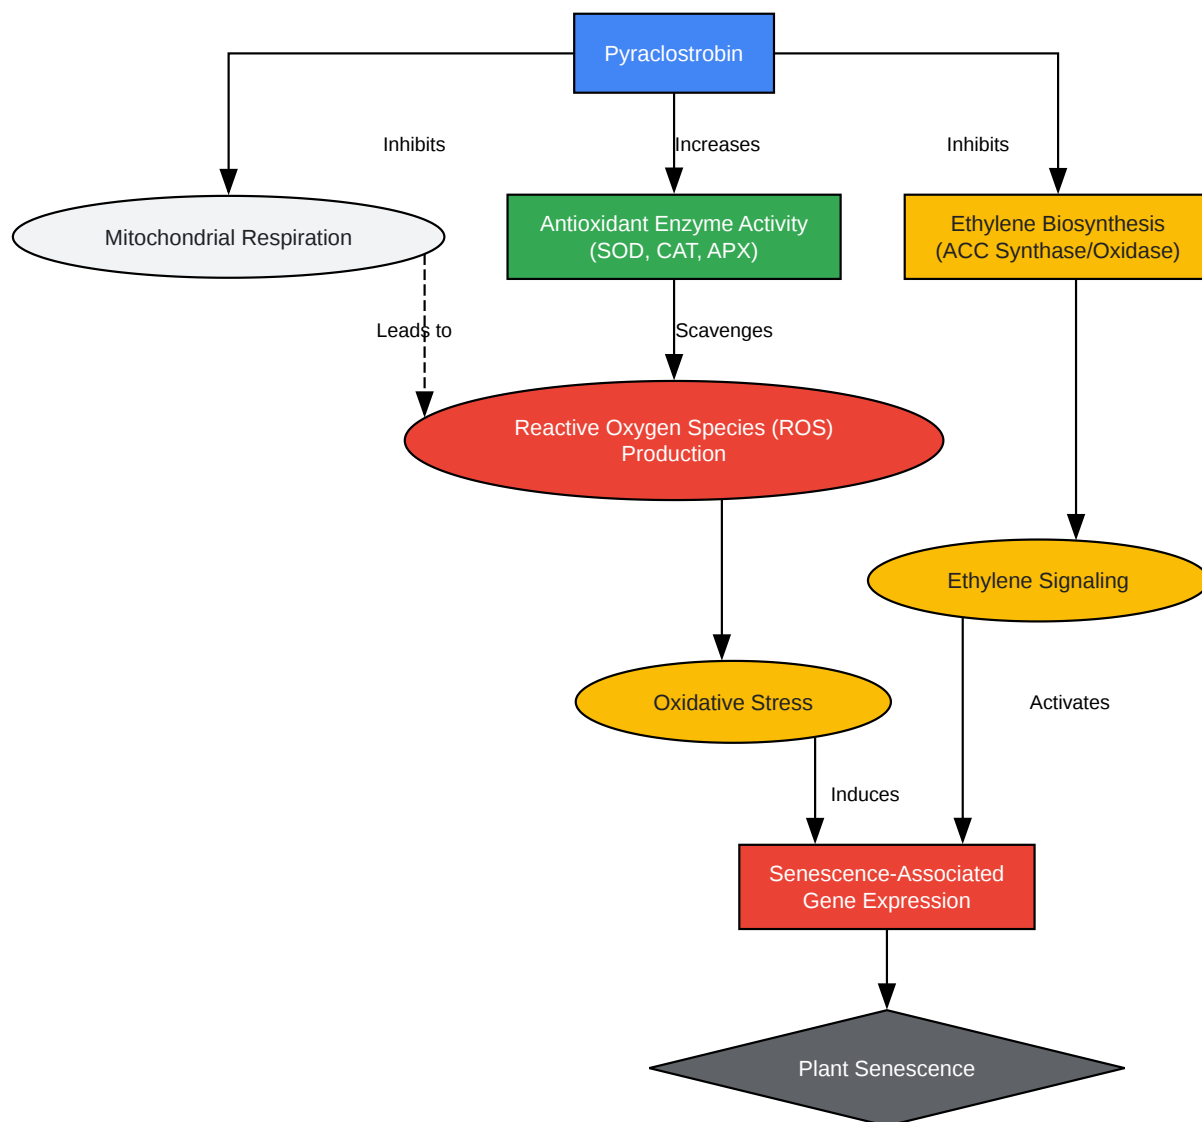 Pyraclostrobin
Inhibits
Increases
Inhibits
Mitochondrial Respiration
Antioxidant Enzyme Activity
(SOD, CAT, APX)
Ethylene Biosynthesis
(ACC Synthase/Oxidase)
Leads to
Scavenges
Reactive Oxygen Species (ROS)
Production
Ethylene Signaling
Oxidative Stress
Activates
Induces
Senescence-Associated
Gene Expression
Plant Senescence